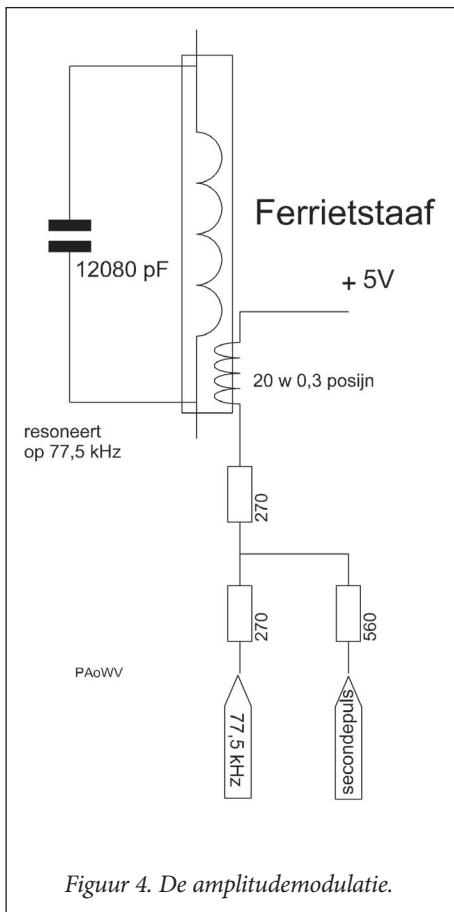 12080 pF
Ferrietstaaf
+ 5V
20 w 0,3 posijn
resoneert
op 77,5 kHz
270
270
560
PAoWV
77,5 kHz
secondepuls
Figuur 4. De amplitudemodulatie.